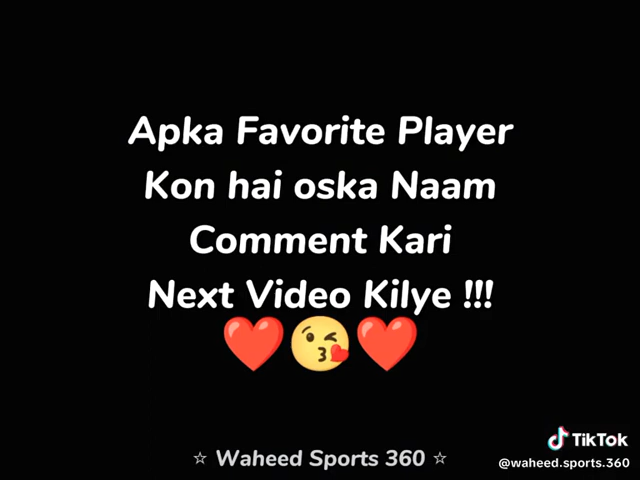 Apka Favorite Player
Kon hai oska Naam
Comment Kari
Next Video Kilye !!!
❤️😘❤️
☆ Waheed Sports 360 ☆
TikTok
@waheed.sports.360